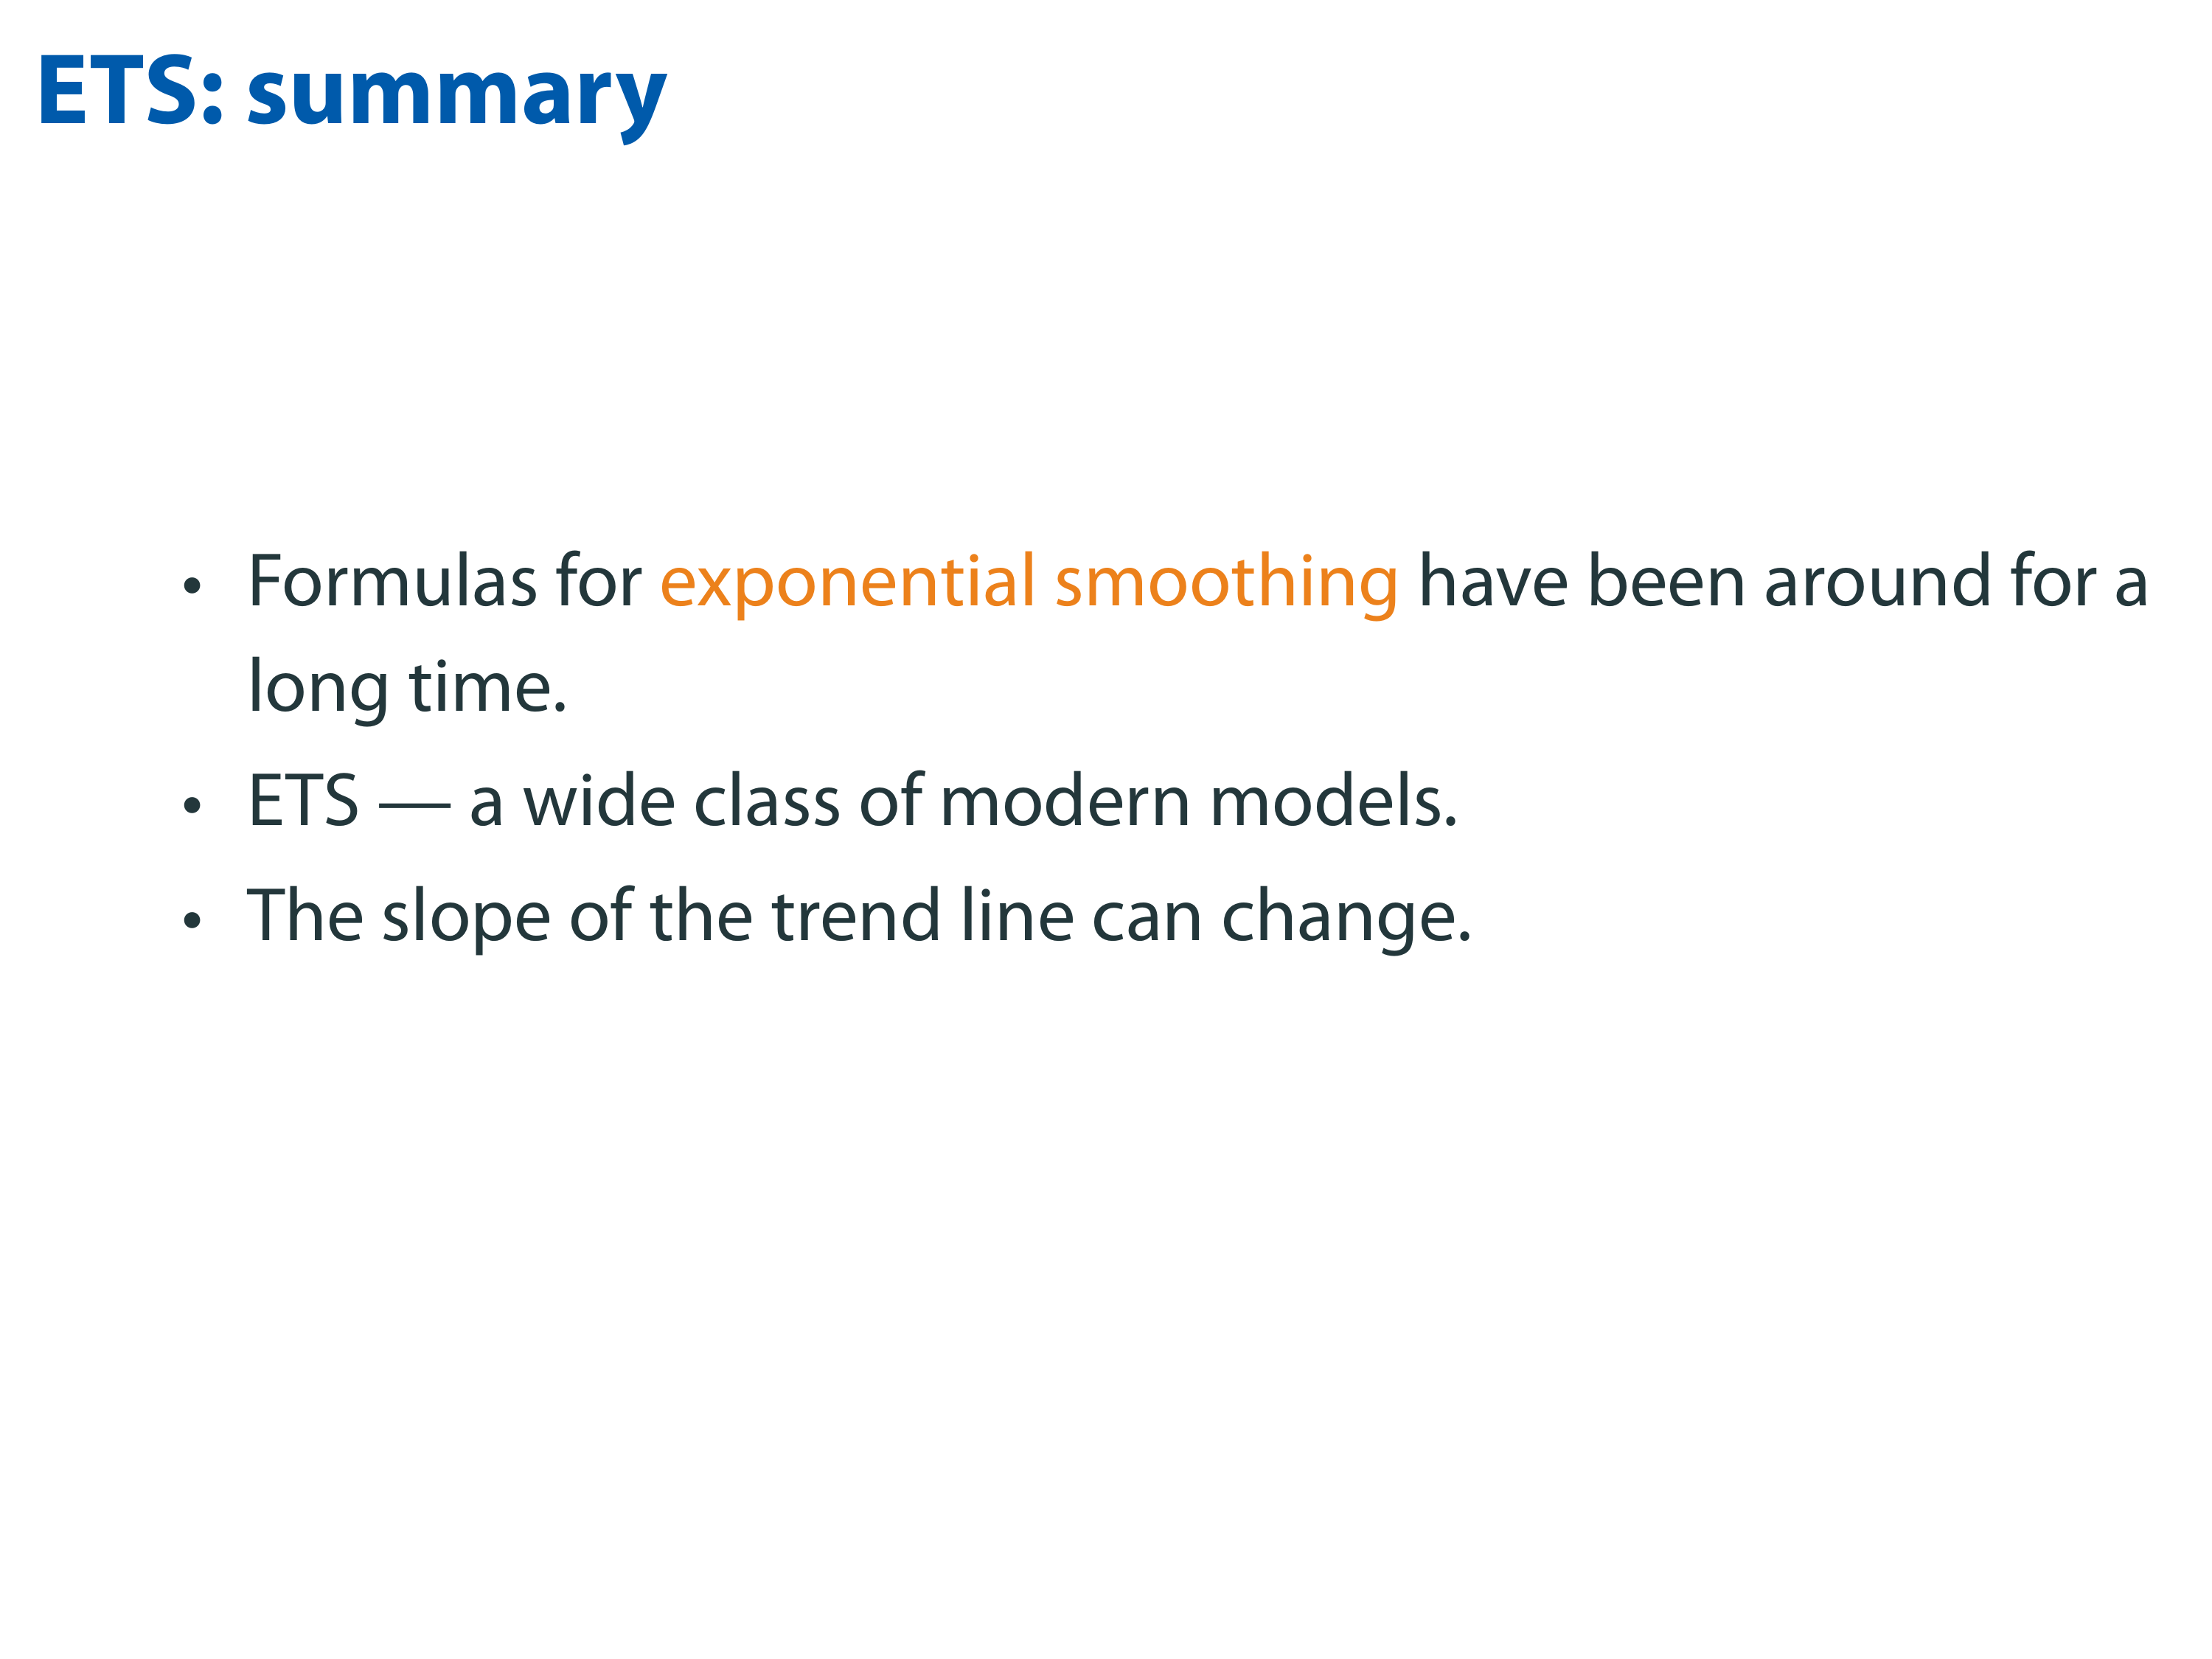 ETS: summary
• Formulas for exponential smoothing have been around for a
long time.
• ETS — a wide class of modern models.
• The slope of the trend line can change.